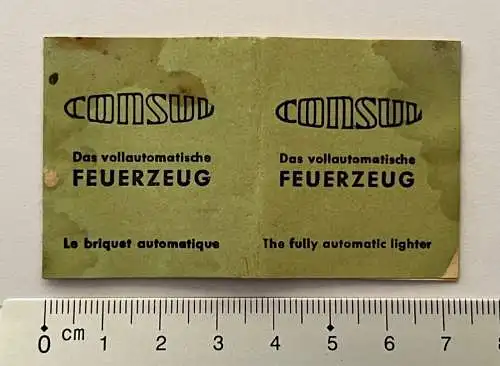 CONSUL
Das vollautomatische
FEUERZEUG
Le briquet automatique
CONSUL
Das vollautomatische
FEUERZEUG
The fully automatic lighter
0 cm 1 2 3 4 5 6 7 8